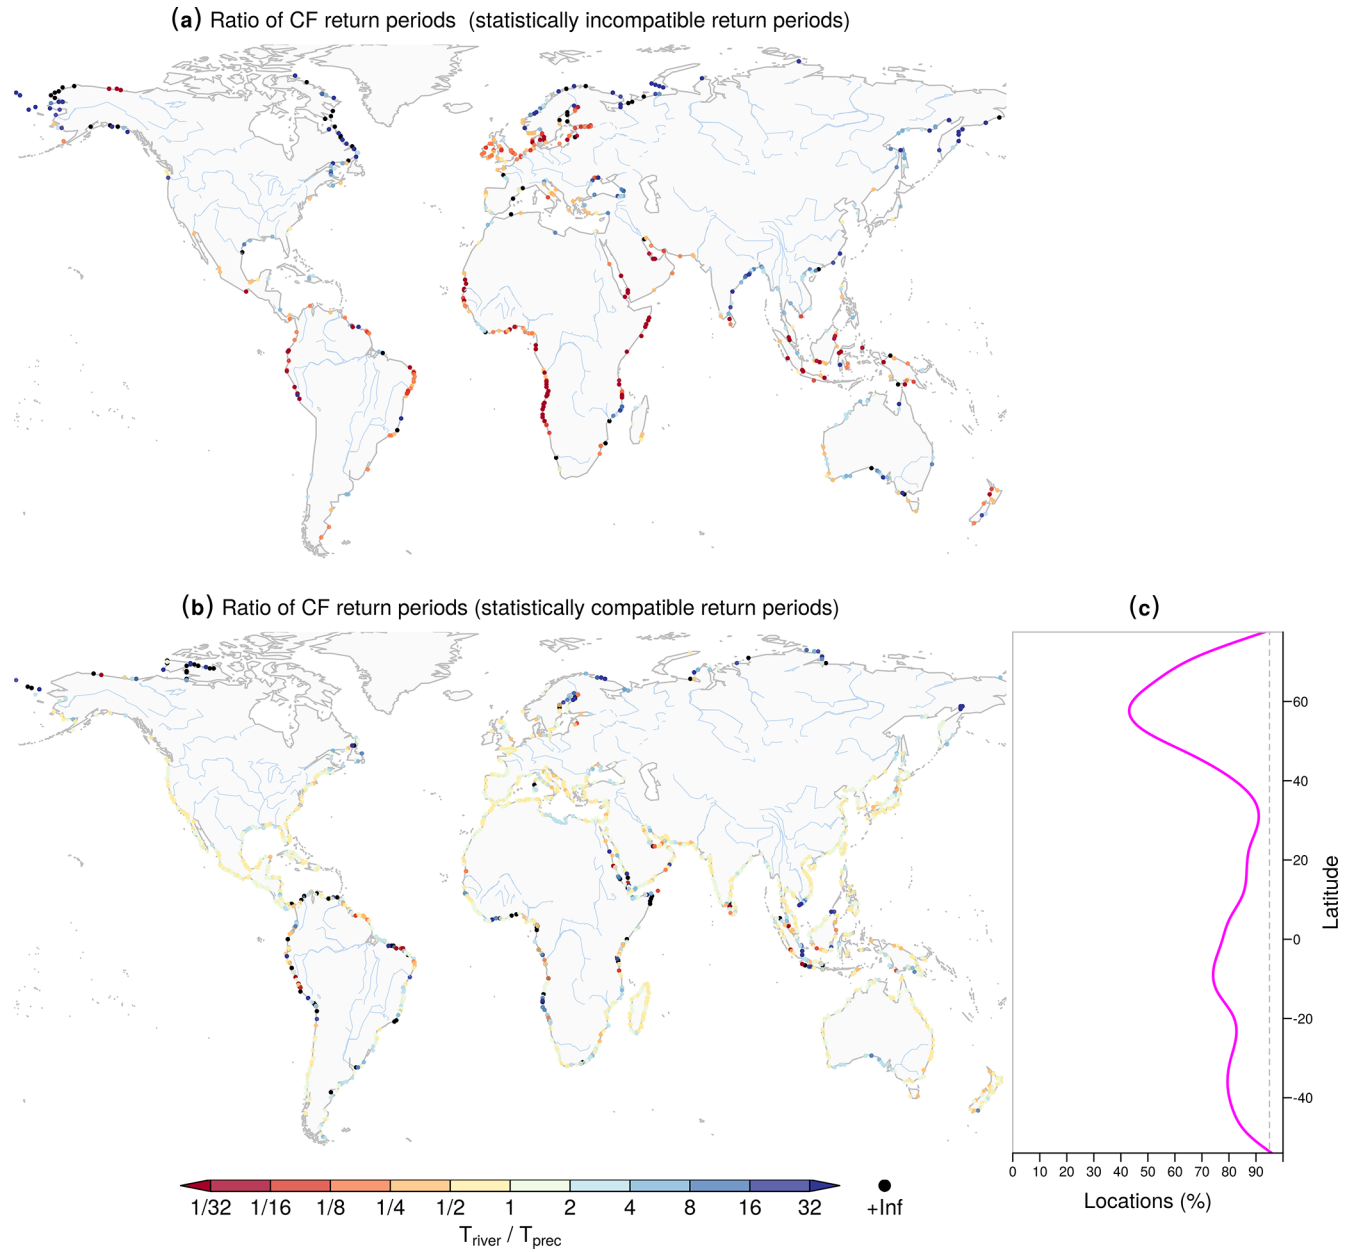 (a) Ratio of CF return periods (statistically incompatible return periods)
(b) Ratio of CF return periods (statistically compatible return periods)
(c)
60
40
20
0
-20
-40
Latitude
0 10 20 30 40 50 60 70 80 90
Locations (%)
1/32 1/16 1/8 1/4 1/2 1 2 4 8 16 32 +Inf
Triver / Tprec